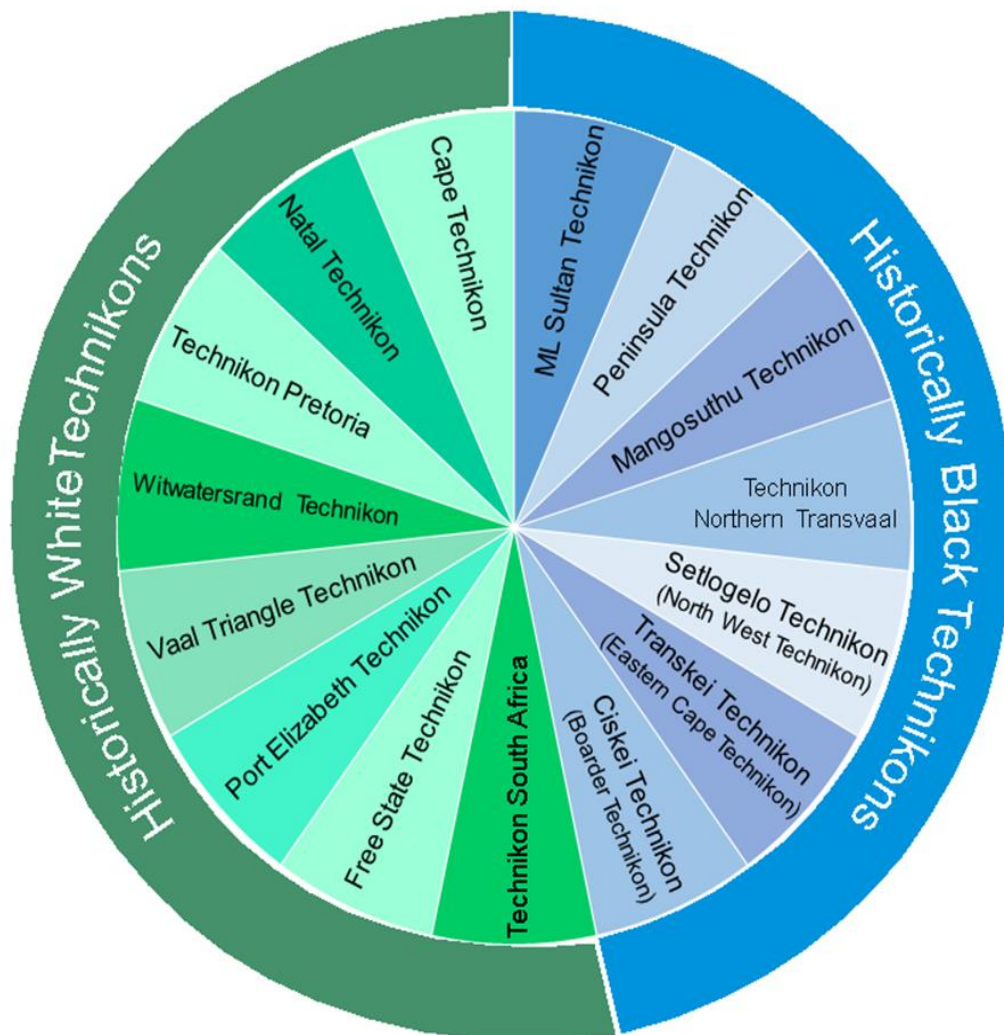 Historically WhiteTechnikons
Historically Black Technikons
ML Sultan Technikon
Peninsula Technikon
Mangosuthu Technikon
Technikon
Northern Transvaal
Setlogelo Technikon
(North West Technikon)
Transkei Technikon
(Eastern Cape Technikon)
Ciskei Technikon
(Boarder Technikon)
Technikon South Africa
Free State Technikon
Port Elizabeth Technikon
Vaal Triangle Technikon
Witwatersrand Technikon
Technikon Pretoria
Natal Technikon
Cape Technikon